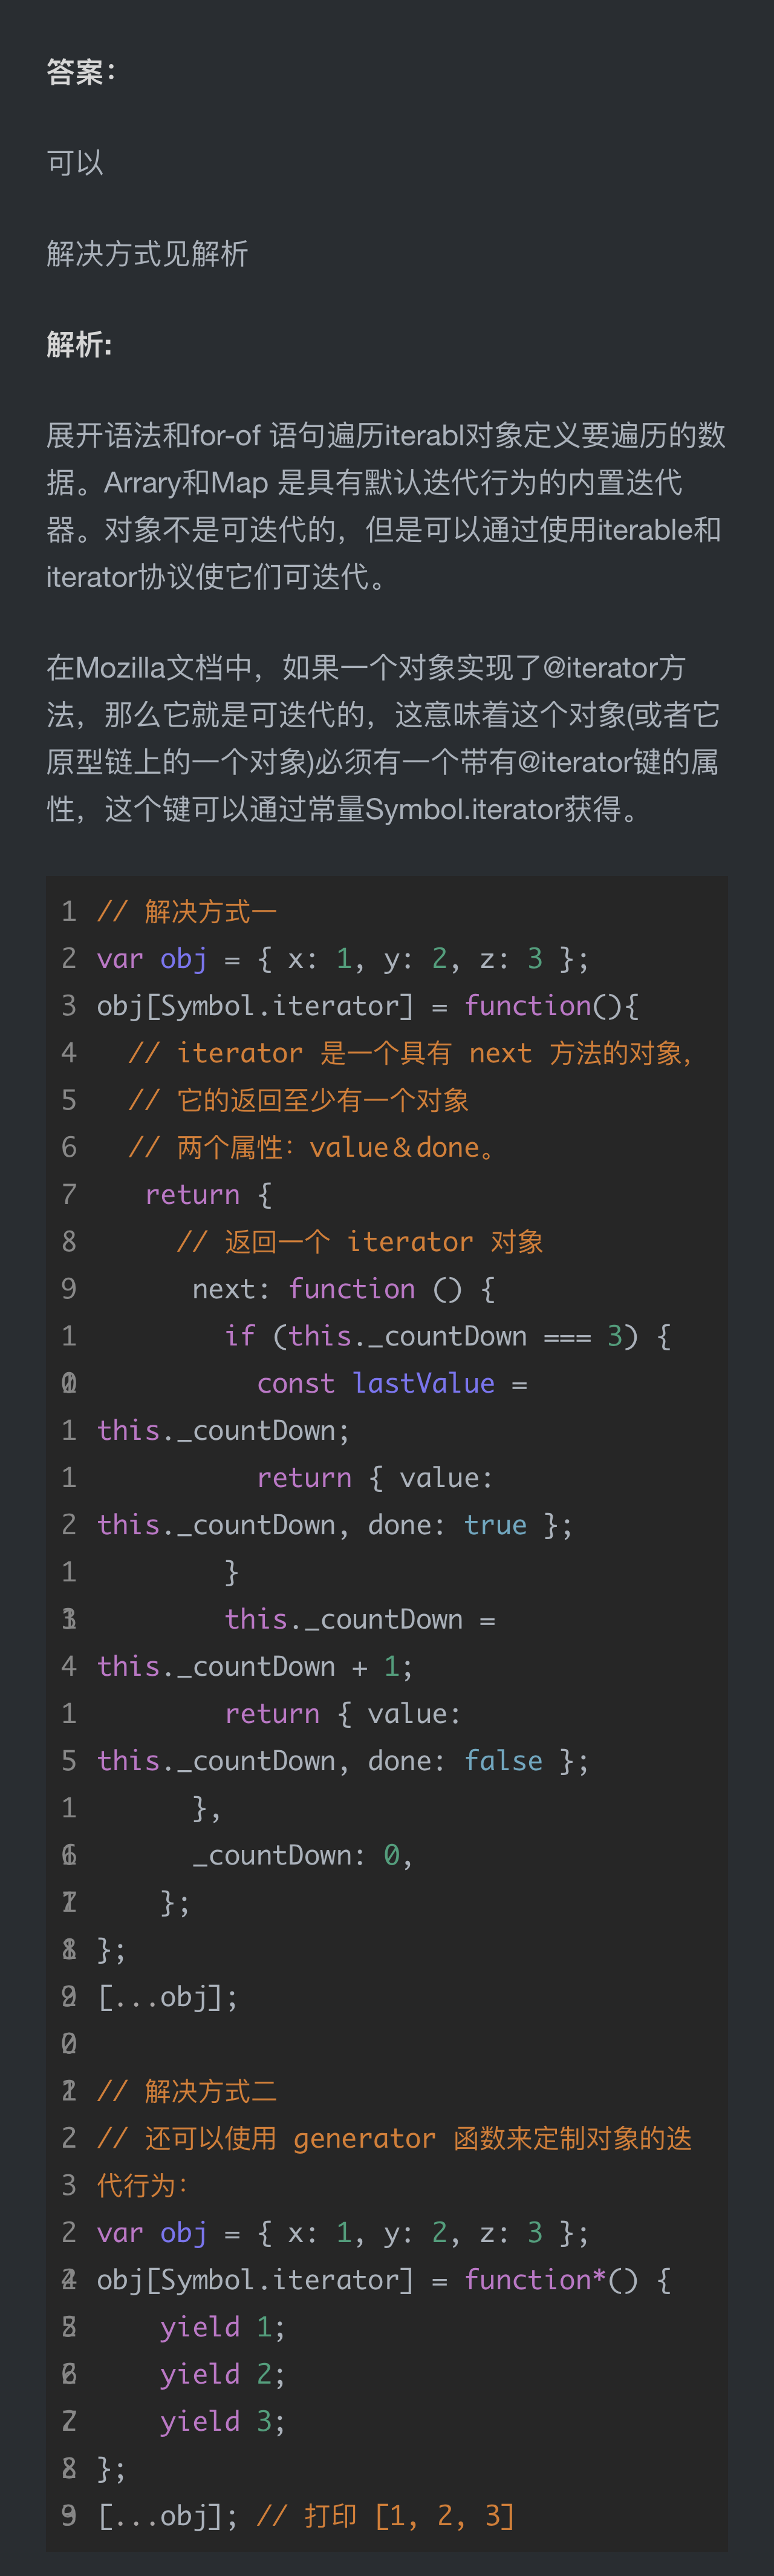 答案：
可以
解决方式见解析
解析:
展开语法和for-of 语句遍历iterabl对象定义要遍历的数
据。Arrary和Map 是具有默认迭代行为的内置迭代
器。对象不是可迭代的，但是可以通过使用iterable和
iterator协议使它们可迭代。
在Mozilla文档中，如果一个对象实现了@iterator方
法，那么它就是可迭代的，这意味着这个对象(或者它
原型链上的一个对象)必须有一个带有@iterator键的属
性，这个键可以通过常量Symbol.iterator获得。
1 // 解决方式一
2 var obj = { x: 1, y: 2, z: 3 };
3 obj[Symbol.iterator] = function(){
4 // iterator 是一个具有 next 方法的对象，
5 // 它的返回至少有一个对象
6 // 两个属性：value＆done。
7 return {
8 // 返回一个 iterator 对象
9 next: function () {
1 if (this._countDown === 3) {
const lastValue =
1 this._countDown;
1 return { value:
2 this._countDown, done: true };
1 }
this._countDown =
4 this._countDown + 1;
1 return { value:
5 this._countDown, done: false };
1 },
_countDown: 0,
};
};
[...obj];
// 解决方式二
2 // 还可以使用 generator 函数来定制对象的迭
3 代行为：
2 var obj = { x: 1, y: 2, z: 3 };
obj[Symbol.iterator] = function*() {
yield 1;
yield 2;
yield 3;
};
9 [...obj]; // 打印 [1, 2, 3]